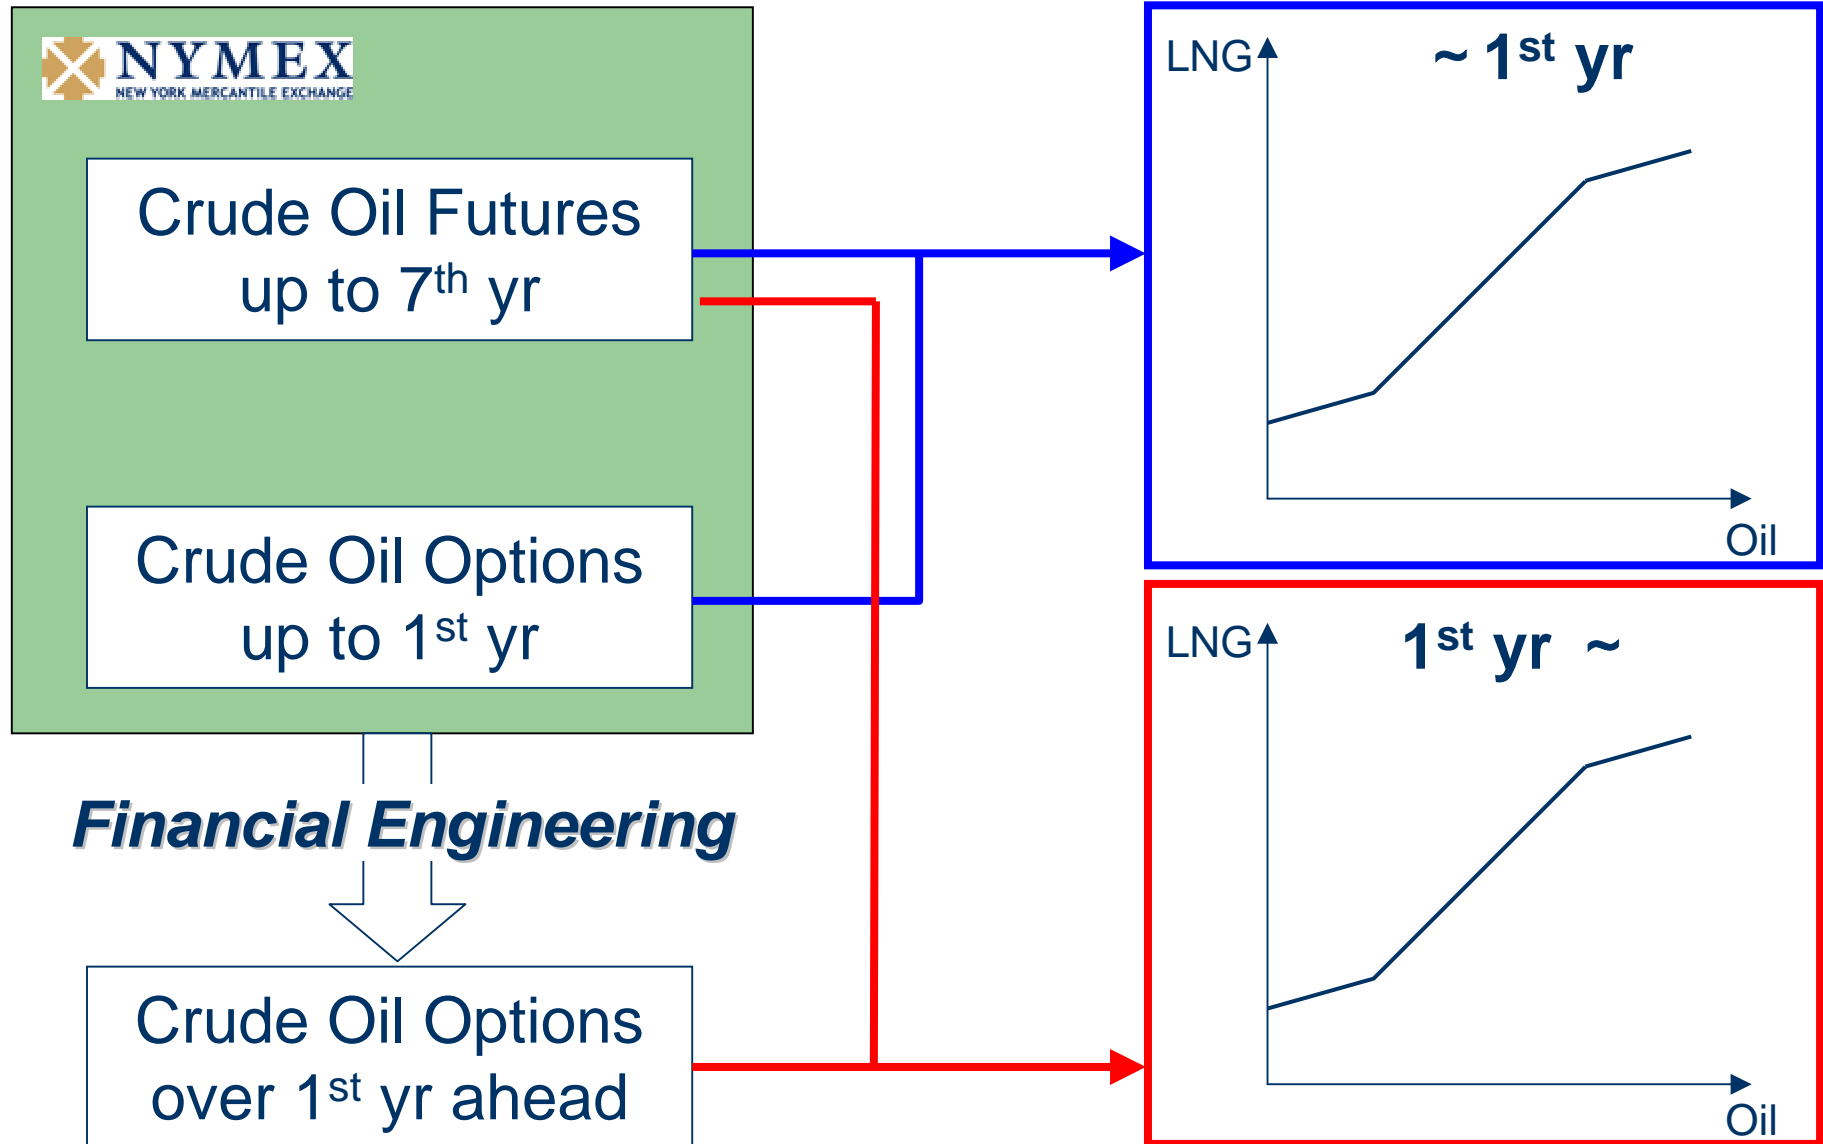 NYMEX
NEW YORK MERCANTILE EXCHANGE
Crude Oil Futures
up to 7th yr
Crude Oil Options
up to 1st yr
Financial Engineering
Crude Oil Options
over 1st yr ahead
LNG
~ 1st yr
Oil
LNG
1st yr ~
Oil